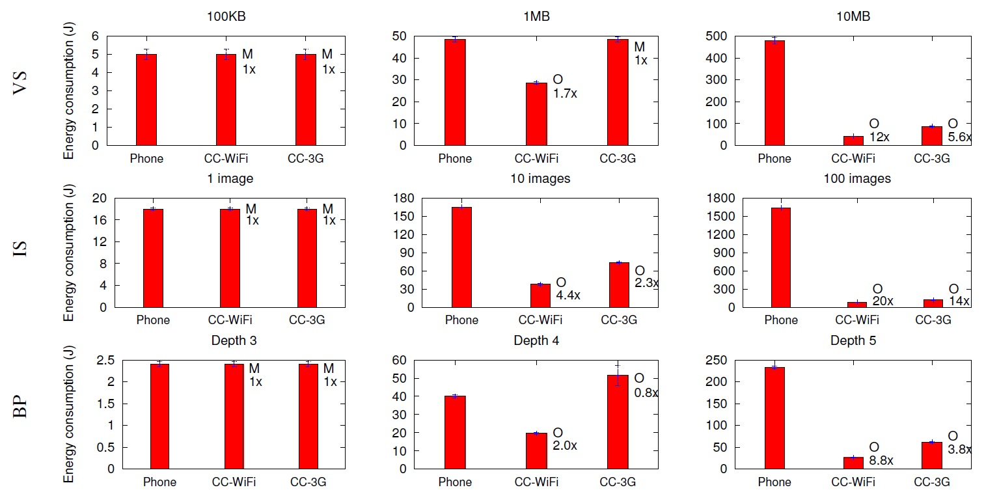 100KB
1MB
10MB
VS
Energy consumption (J)
6
5
4
3
2
1
0
M
1x
M
1x
Phone
CC-WiFi
CC-3G
50
40
30
20
10
0
O
1.7x
M
1x
Phone
CC-WiFi
CC-3G
500
400
300
200
100
0
O
12x
O
5.6x
Phone
CC-WiFi
CC-3G
1 image
10 images
100 images
IS
Energy consumption (J)
20
16
12
8
4
0
M
1x
M
1x
Phone
CC-WiFi
CC-3G
180
150
120
90
60
30
0
O
4.4x
O
2.3x
Phone
CC-WiFi
CC-3G
1800
1500
1200
900
600
300
0
O
20x
O
14x
Phone
CC-WiFi
CC-3G
Depth 3
Depth 4
Depth 5
BP
Energy consumption (J)
2.5
2
1.5
1
0.5
0
M
1x
M
1x
Phone
CC-WiFi
CC-3G
60
50
40
30
20
10
0
O
2.0x
O
0.8x
Phone
CC-WiFi
CC-3G
250
200
150
100
50
0
O
8.8x
O
3.8x
Phone
CC-WiFi
CC-3G